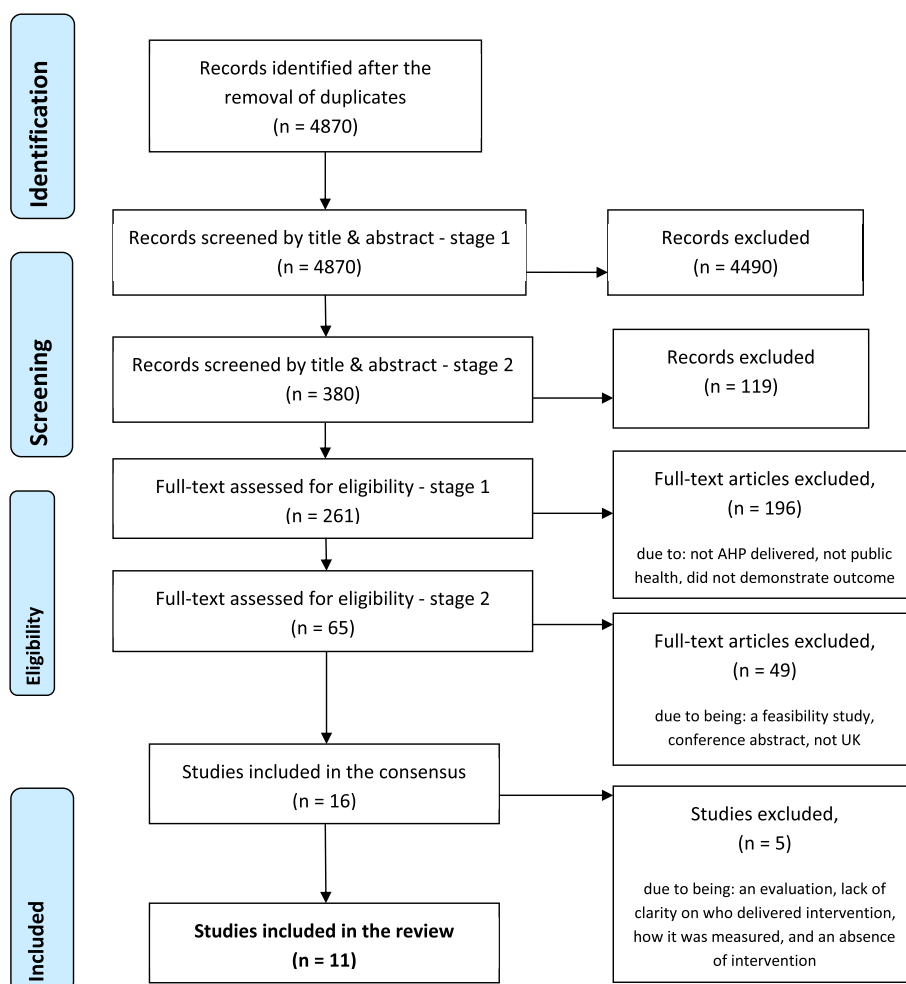 Identification
Records identified after the
removal of duplicates
(n = 4870)
Records screened by title & abstract - stage 1
(n = 4870)
Records excluded
(n = 4490)
Screening
Records screened by title & abstract - stage 2
(n = 380)
Records excluded
(n = 119)
Eligibility
Full-text assessed for eligibility - stage 1
(n = 261)
Full-text articles excluded,
(n = 196)
due to: not AHP delivered, not public
health, did not demonstrate outcome
Full-text assessed for eligibility - stage 2
(n = 65)
Full-text articles excluded,
(n = 49)
due to being: a feasibility study,
conference abstract, not UK
Included
Studies included in the consensus
(n = 16)
Studies excluded,
(n = 5)
due to being: an evaluation, lack of
clarity on who delivered intervention,
how it was measured, and an absence
of intervention
Studies included in the review
(n = 11)